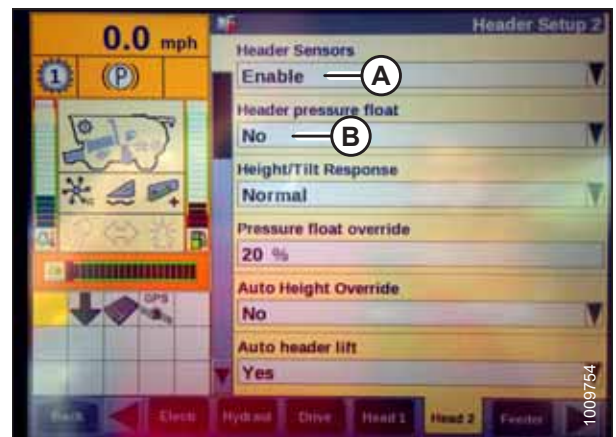 0.0 mph
Header Setup 2
1
(P)
Header Sensors
Enable
A
Header pressure float
No
B
Height/Tilt Response
Normal
Pressure float override
20 %
Auto Height Override
No
GPS
Auto header lift
Yes
Back
Electr
Hydraul
Drive
Head 1
Head 2
Feeder
1009754